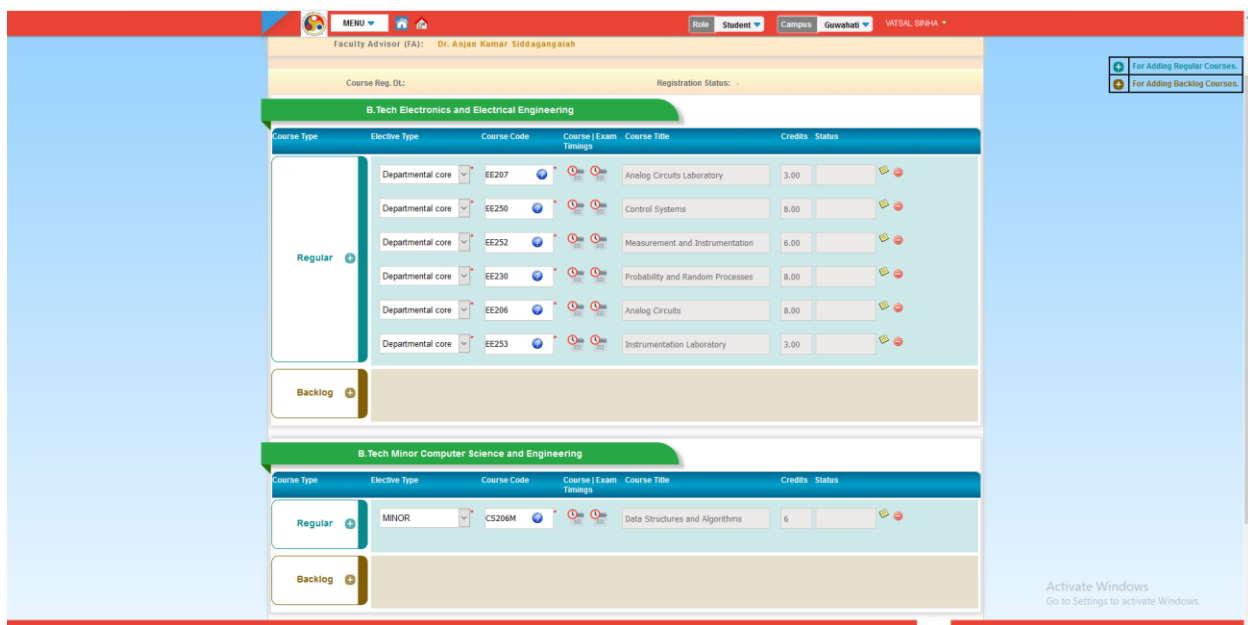 MENU Role Student Campus Guwahati VATSAL SINHA
Faculty Advisor (FA): Dr. Anjan Kumar Siddagangaiah
For Adding Regular Courses.
For Adding Backlog Courses.
Course Reg. Dt.: Registration Status: -
B.Tech Electronics and Electrical Engineering
Course Type Elective Type Course Code Course | Exam Timings Course Title Credits Status
Departmental core * EE207 * Analog Circuits Laboratory 3.00
Departmental core * EE250 * Control Systems 8.00
Departmental core * EE252 * Measurement and Instrumentation 6.00
Regular
Departmental core * EE230 * Probability and Random Processes 8.00
Departmental core * EE206 * Analog Circuits 8.00
Departmental core * EE253 * Instrumentation Laboratory 3.00
Backlog
B.Tech Minor Computer Science and Engineering
Course Type Elective Type Course Code Course | Exam Timings Course Title Credits Status
Regular MINOR * CS206M * Data Structures and Algorithms 6
Backlog
Activate Windows
Go to Settings to activate Windows.